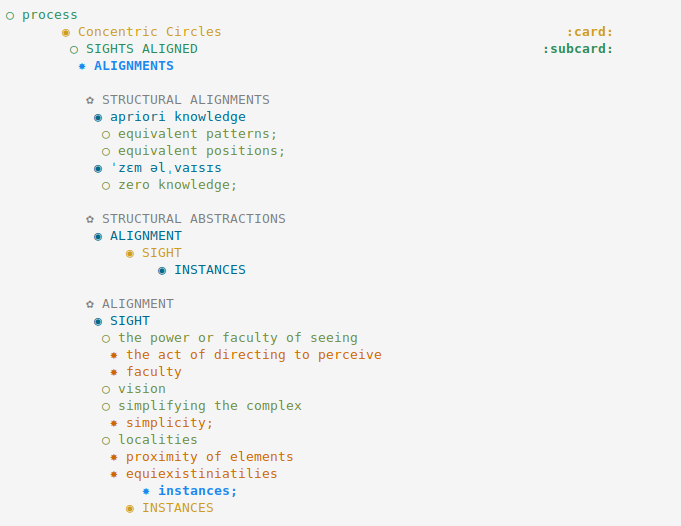 ○ process
◉ Concentric Circles :card:
○ SIGHTS ALIGNED :subcard:
✸ ALIGNMENTS
✿ STRUCTURAL ALIGNMENTS
◉ apriori knowledge
○ equivalent patterns;
○ equivalent positions;
◉ ˈzɛm əlˌvaɪsɪs
○ zero knowledge;
✿ STRUCTURAL ABSTRACTIONS
◉ ALIGNMENT
◉ SIGHT
◉ INSTANCES
✿ ALIGNMENT
◉ SIGHT
○ the power or faculty of seeing
✸ the act of directing to perceive
✸ faculty
○ vision
○ simplifying the complex
✸ simplicity;
○ localities
✸ proximity of elements
✸ equiexistiniatilies
✸ instances;
◉ INSTANCES